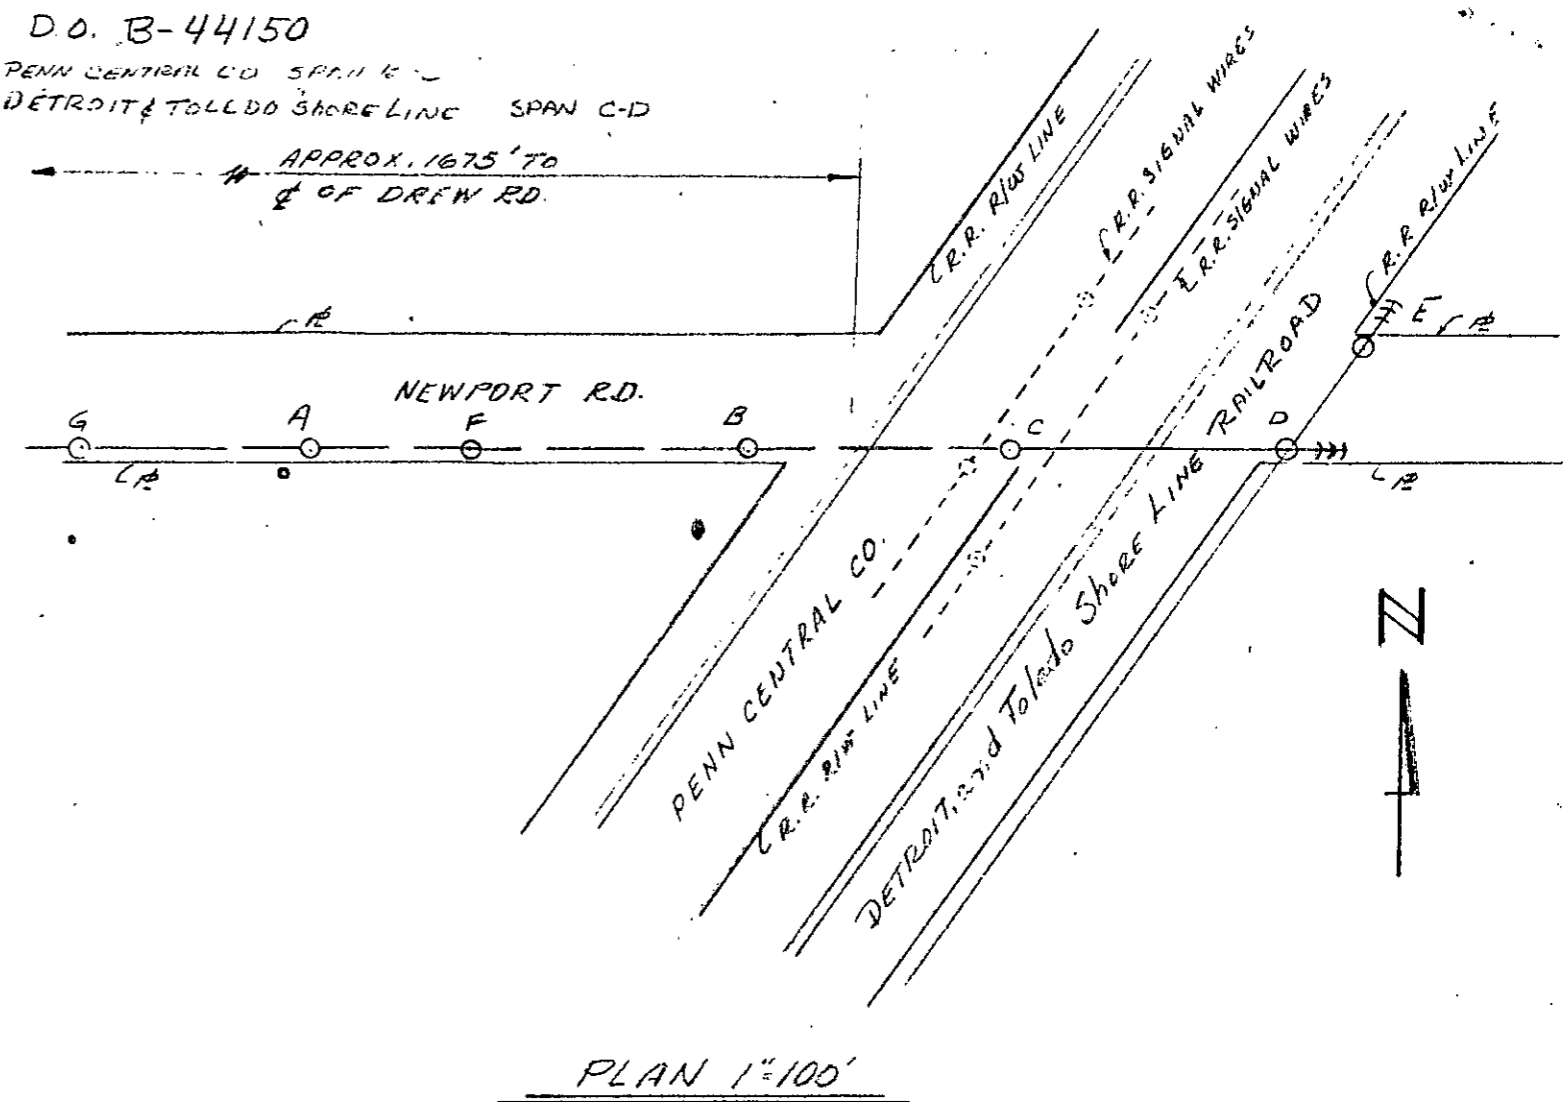 D.O. B-44150
PENN CENTRAL CO SPAN
DETROIT & TOLEDO SHORE LINE SPAN C-D
APPROX. 1675' TO
℄ OF DREW RD.
R.R. R/W LINE
R.R. SIGNAL WIRES
R.R. SIGNAL WIRES
R.R. R/W LINE
E
NEWPORT RD.
G
A
F
B
C
D
PENN CENTRAL CO.
R.R. R/W LINE
DETROIT, and Toledo Shore LINE RAILROAD
N
PLAN 1"=100'